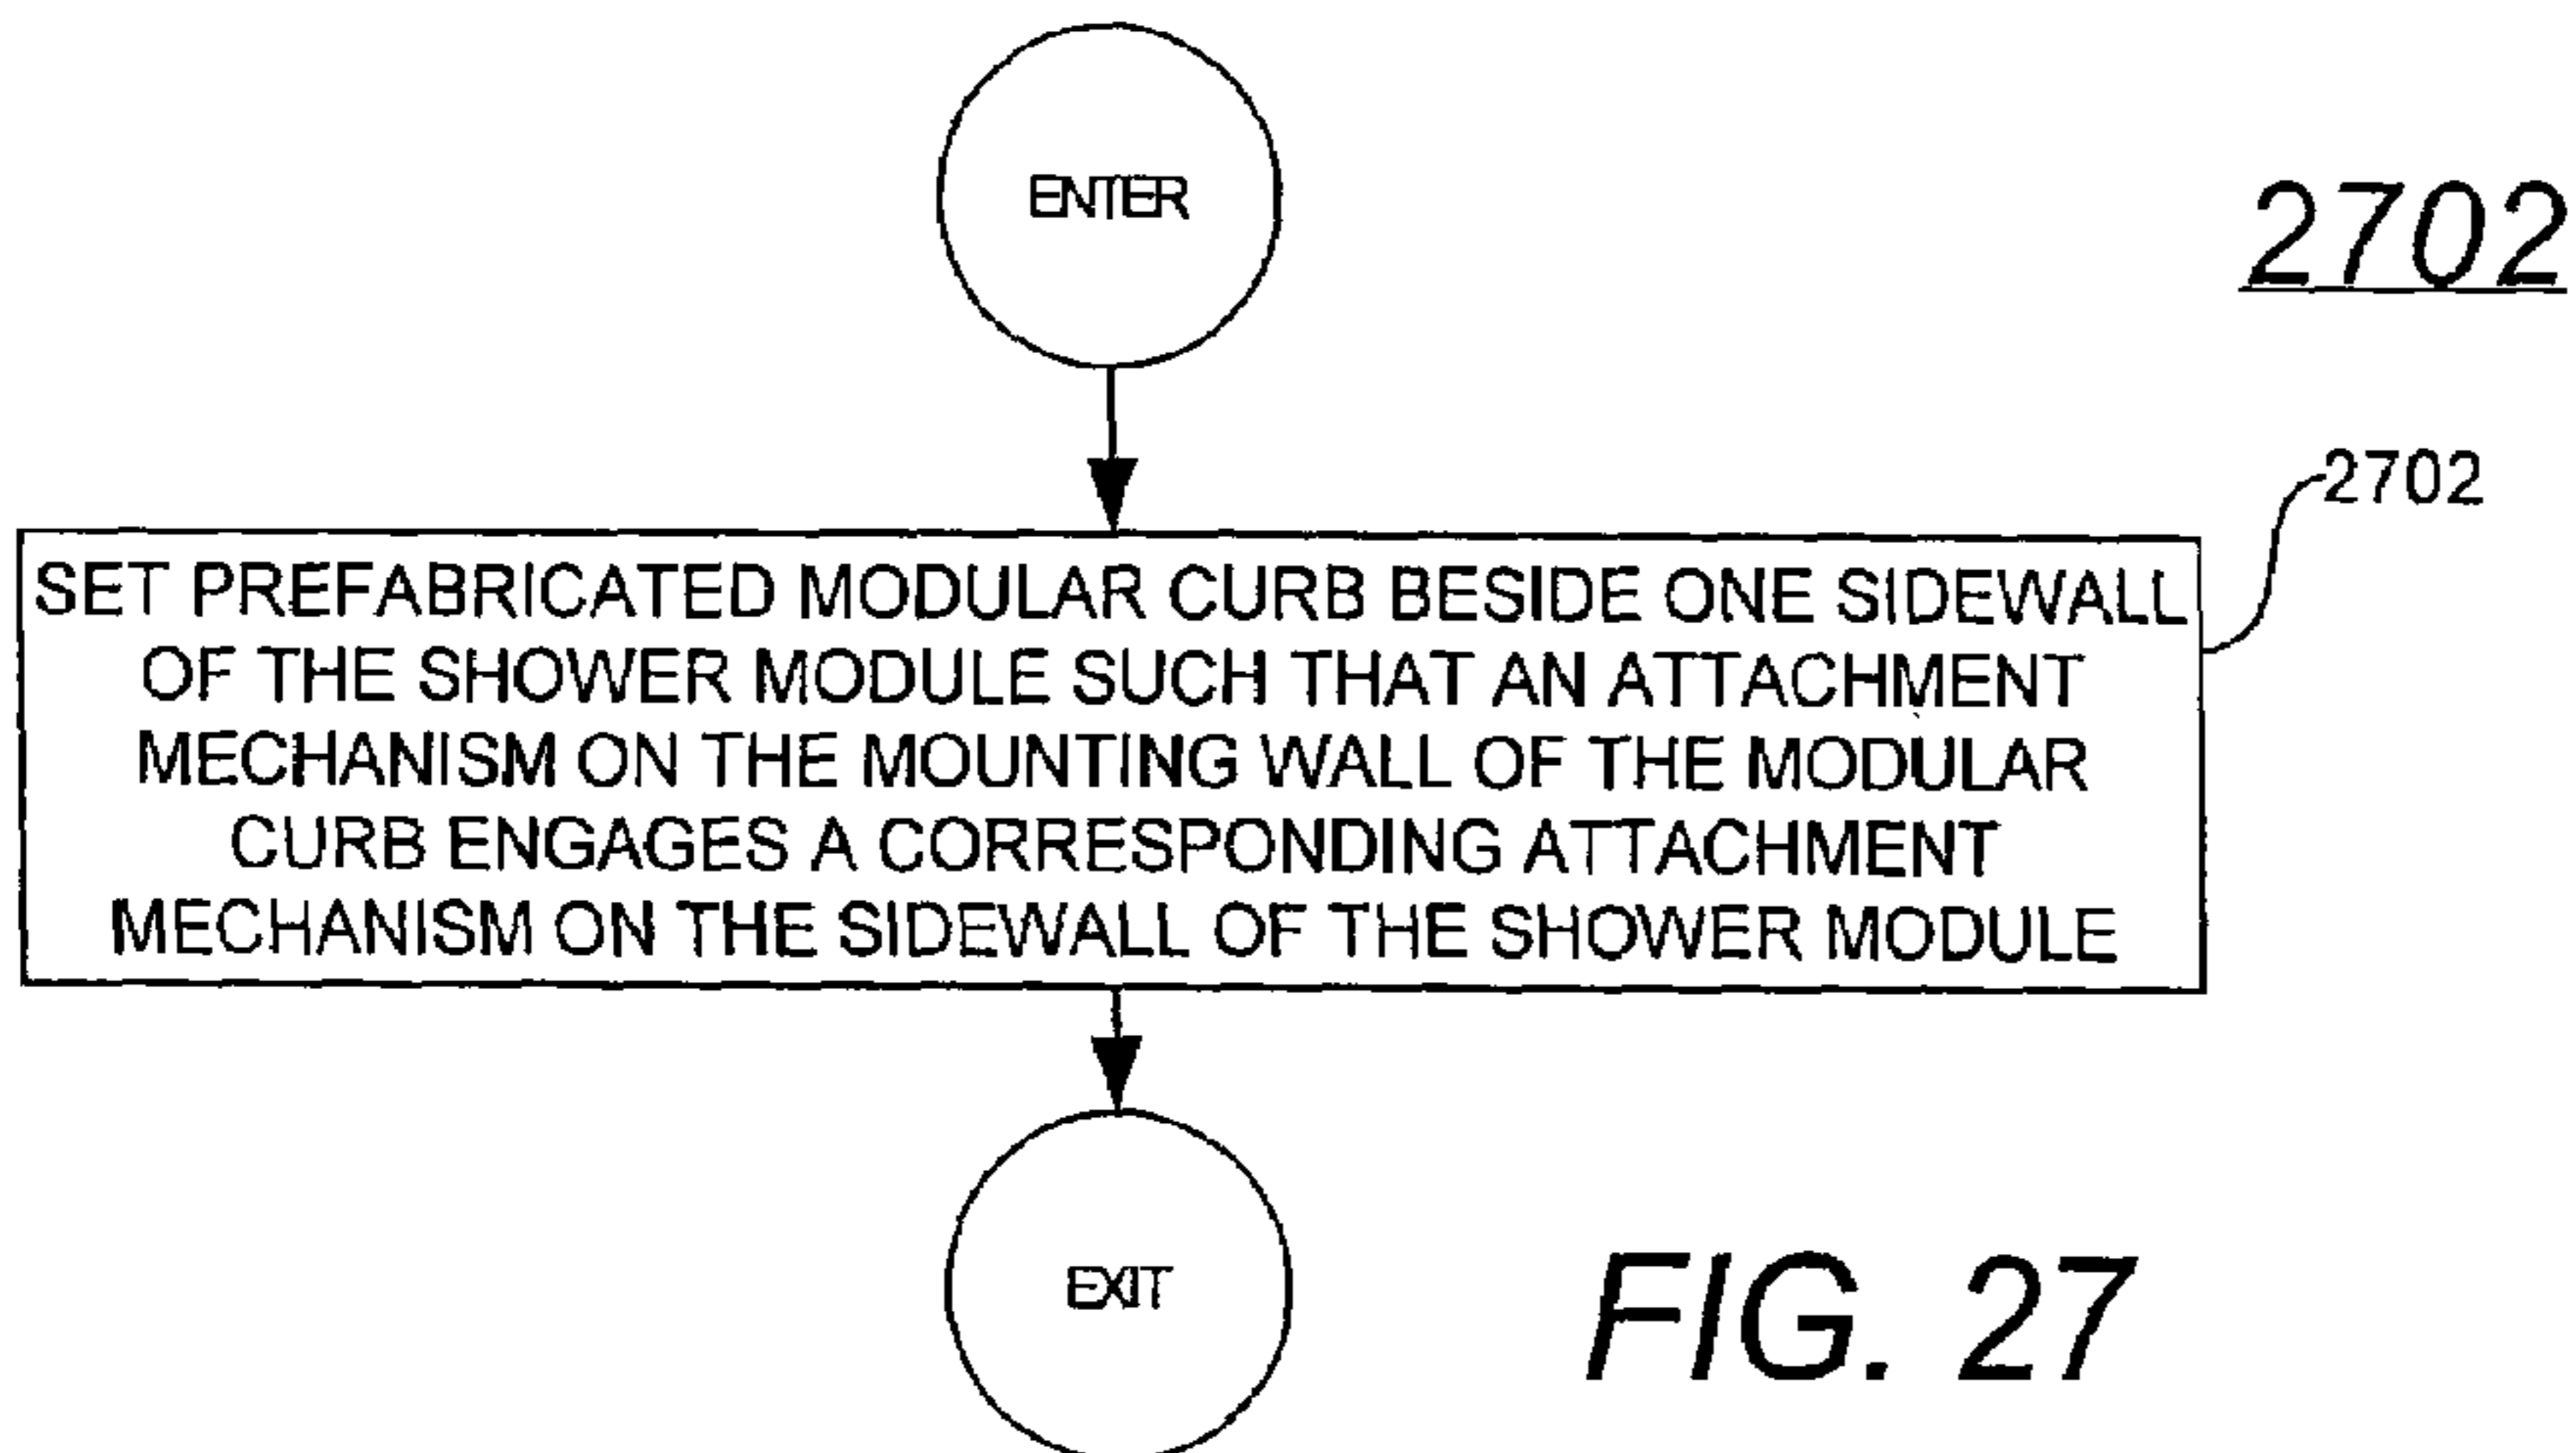 ENTER
2702
2702
SET PREFABRICATED MODULAR CURB BESIDE ONE SIDEWALL
OF THE SHOWER MODULE SUCH THAT AN ATTACHMENT
MECHANISM ON THE MOUNTING WALL OF THE MODULAR
CURB ENGAGES A CORRESPONDING ATTACHMENT
MECHANISM ON THE SIDEWALL OF THE SHOWER MODULE
EXIT
FIG. 27